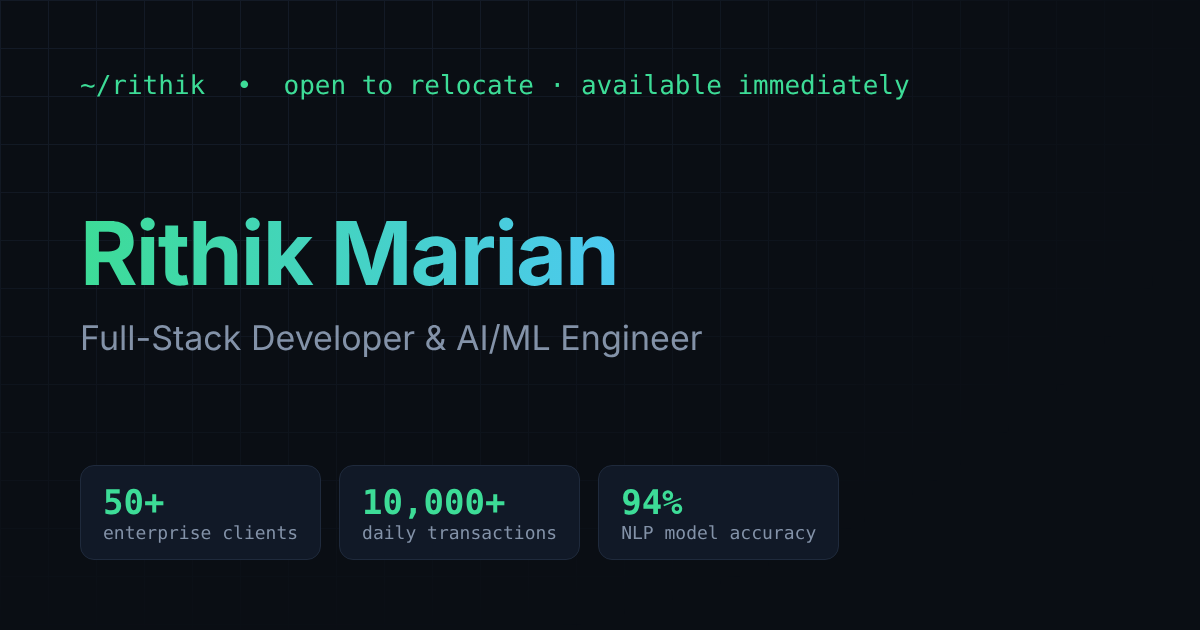 ~/rithik • open to relocate · available immediately
Rithik Marian
Full-Stack Developer & AI/ML Engineer
50+ 10,000+ 94%
enterprise clients daily transactions NLP model accuracy